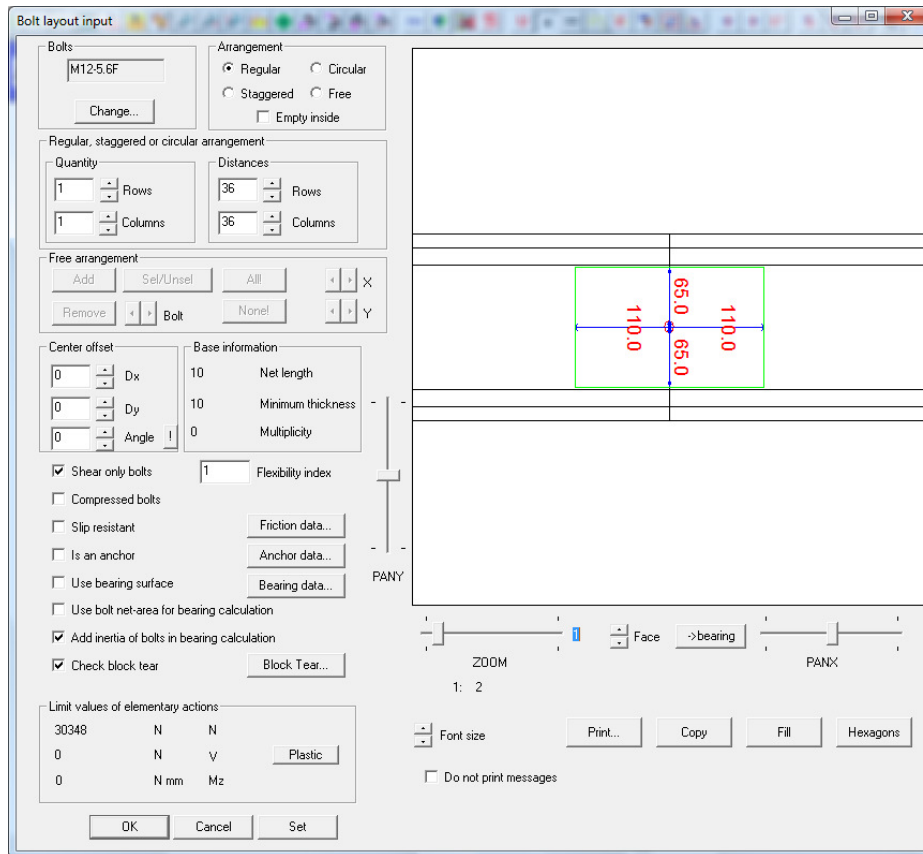 Bolt layout input
Bolts
M12-5.6F
Change...
Arrangement
Regular
Circular
Staggered
Free
Empty inside
Regular, staggered or circular arrangement
Quantity
1
Rows
1
Columns
Distances
36
Rows
36
Columns
Free arrangement
Add
Sel/Unsel
All!
X
Remove
Bolt
None!
Y
Center offset
0
Dx
0
Dy
0
Angle
!
Base information
10
Net length
10
Minimum thickness
0
Multiplicity
Shear only bolts
1
Flexibility index
Compressed bolts
Slip resistant
Friction data...
Is an anchor
Anchor data...
Use bearing surface
Bearing data...
Use bolt net-area for bearing calculation
Add inertia of bolts in bearing calculation
Check block tear
Block Tear...
PANY
65.0
110.0
110.0
65.0
ZOOM
1: 2
1
Face
->bearing
PANX
Limit values of elementary actions
30348 N N
0 N V
Plastic
0 N mm Mz
Font size
Print...
Copy
Fill
Hexagons
Do not print messages
OK
Cancel
Set